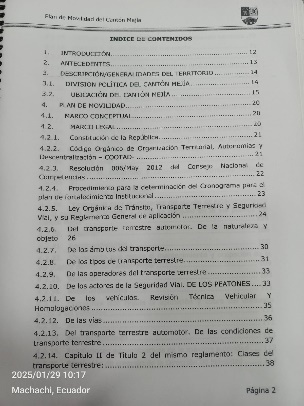 Plan de Movilidad del Cantón Mejía
INDICE DE CONTENIDOS
1. INTRODUCCIÓN 12
2. ANTECEDENTES 13
3. DESCRIPCIÓN/GENERALIDADES DEL TERRITORIO 14
3.1. DIVISION POLÍTICA DEL CANTÓN MEJÍA 14
3.2. UBICACIÓN DEL CANTÓN MEJÍA 15
4. PLAN DE MOVILIDAD 20
4.1. MARCO CONCEPTUAL 20
4.2. MARCO LEGAL 20
4.2.1. Constitución de la República 21
4.2.2. Código Orgánico de Organización Territorial, Autonomías y
Descentralización – COOTAD- 21
4.2.3. Resolución 006/May 2012 del Consejo Nacional de
Competencias 22
4.2.4. Procedimiento para la determinación del Cronograma para el
plan de fortalecimiento Institucional 23
4.2.5. Ley Orgánica de Tránsito, Transporte Terrestre y Seguridad
Vial, y su Reglamento General de aplicación 24
4.2.6. Del transporte terrestre automotor. De la naturaleza y
objeto 26
4.2.7. De los ámbitos del transporte 30
4.2.8. De los tipos de transporte terrestre 31
4.2.9. De las operadoras del transporte terrestre 33
4.2.10. De los actores de la Seguridad Vial. DE LOS PEATONES 33
4.2.11. De los vehículos. Revisión Técnica Vehicular Y
Homologaciones 35
4.2.12. De las vías 36
4.2.13. Del transporte terrestre automotor. De las condiciones de
transporte terrestre 37
4.2.14. Capítulo II de Título 2 del mismo reglamento: Clases del
transporte terrestre: 38
2025/01/29 10:17
Machachi, Ecuador
Página 2